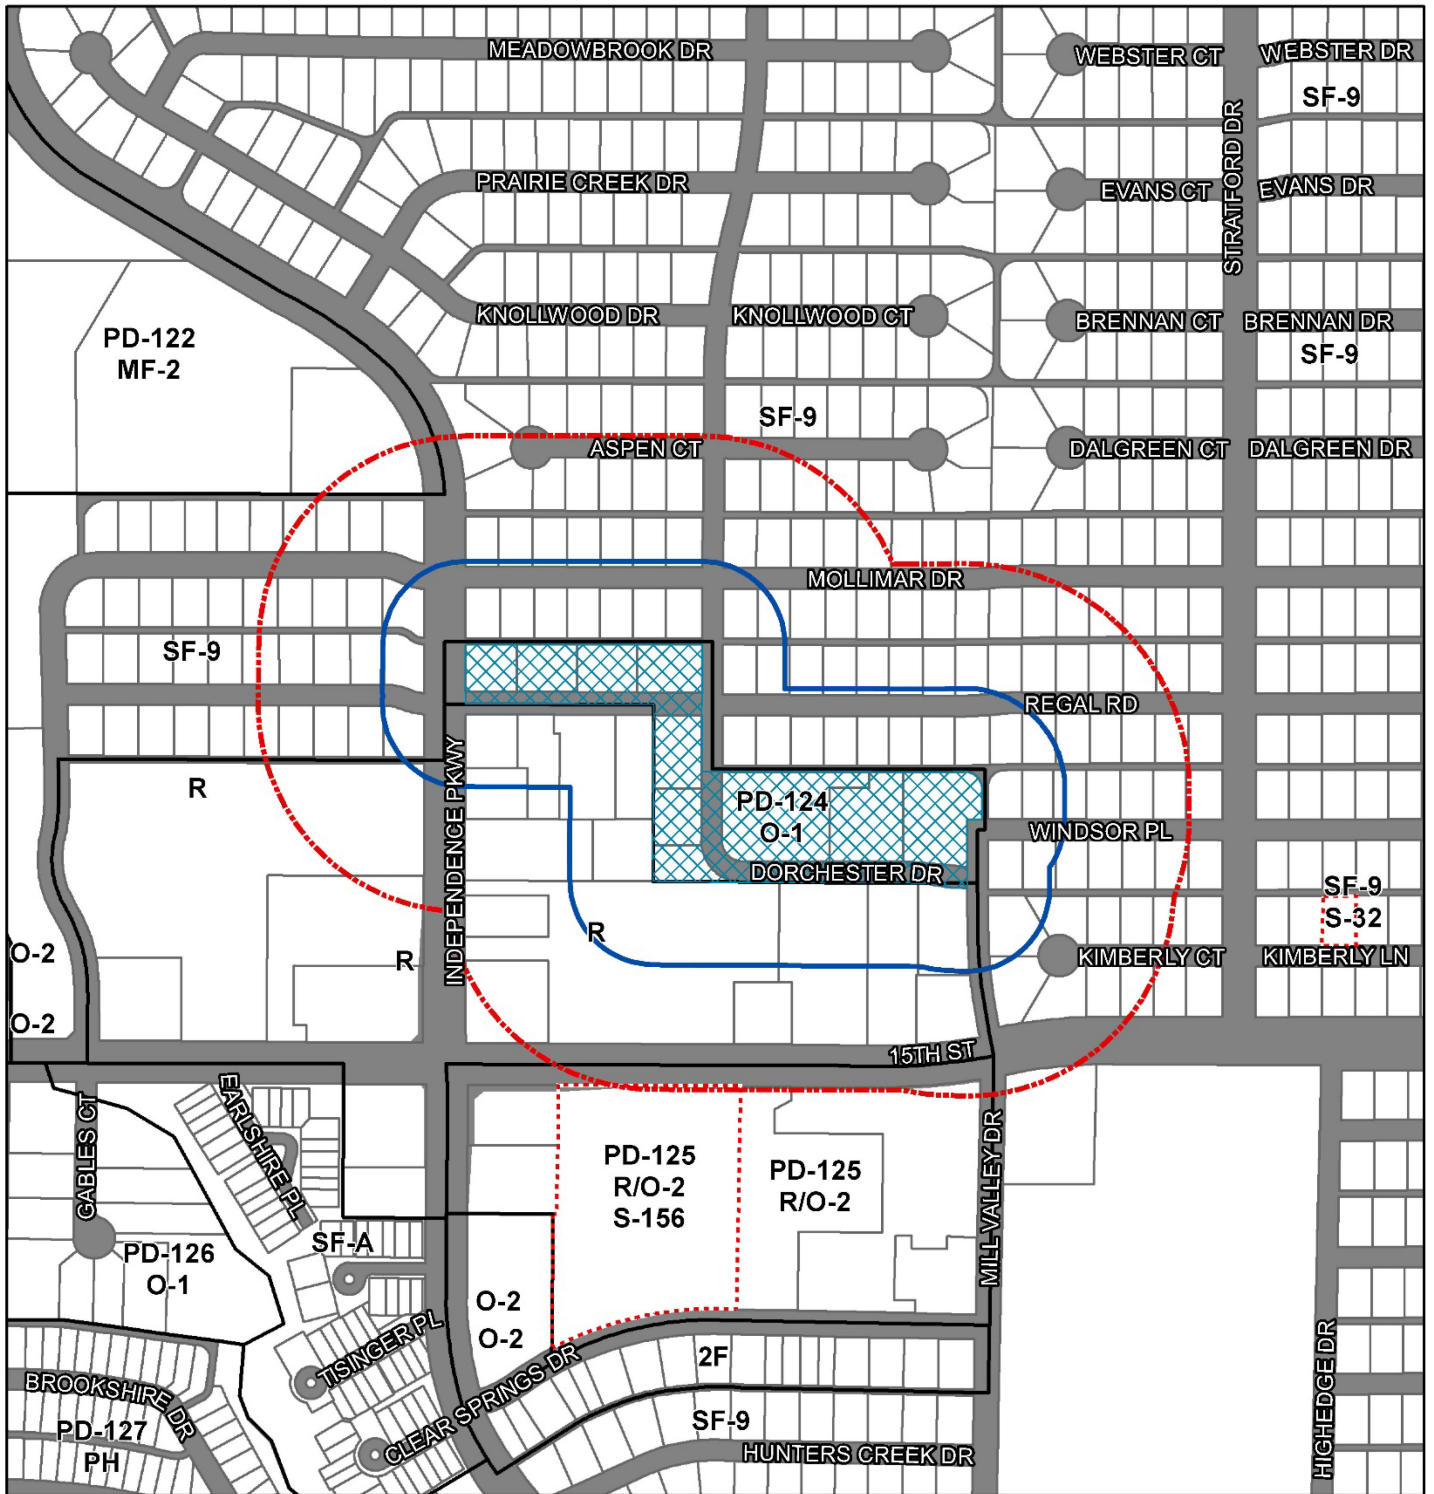 MEADOWBROOK DR
WEBSTER CT
WEBSTER DR
SF-9
STRATFORD DR
PRAIRIE CREEK DR
EVANS CT
EVANS DR
KNOLLWOOD DR
KNOLLWOOD CT
BRENNAN CT
BRENNAN DR
SF-9
PD-122
MF-2
SF-9
ASPEN CT
DALGREEN CT
DALGREEN DR
MOLLIMAR DR
SF-9
REGAL RD
INDEPENDENCE PKWY
R
PD-124
O-1
WINDSOR PL
DORCHESTER DR
SF-9
S-32
R
R
O-2
KIMBERLY CT
KIMBERLY LN
O-2
15TH ST
EARLSHIRE PL
GABLES CT
MILL VALLEY DR
PD-125
R/O-2
S-156
PD-125
R/O-2
SF-A
PD-126
O-1
O-2
O-2
TISINGER PL
CLEAR SPRINGS DR
2F
HIGHEDGE DR
BROOKSHIRE DR
PD-127
PH
SF-9
HUNTERS CREEK DR